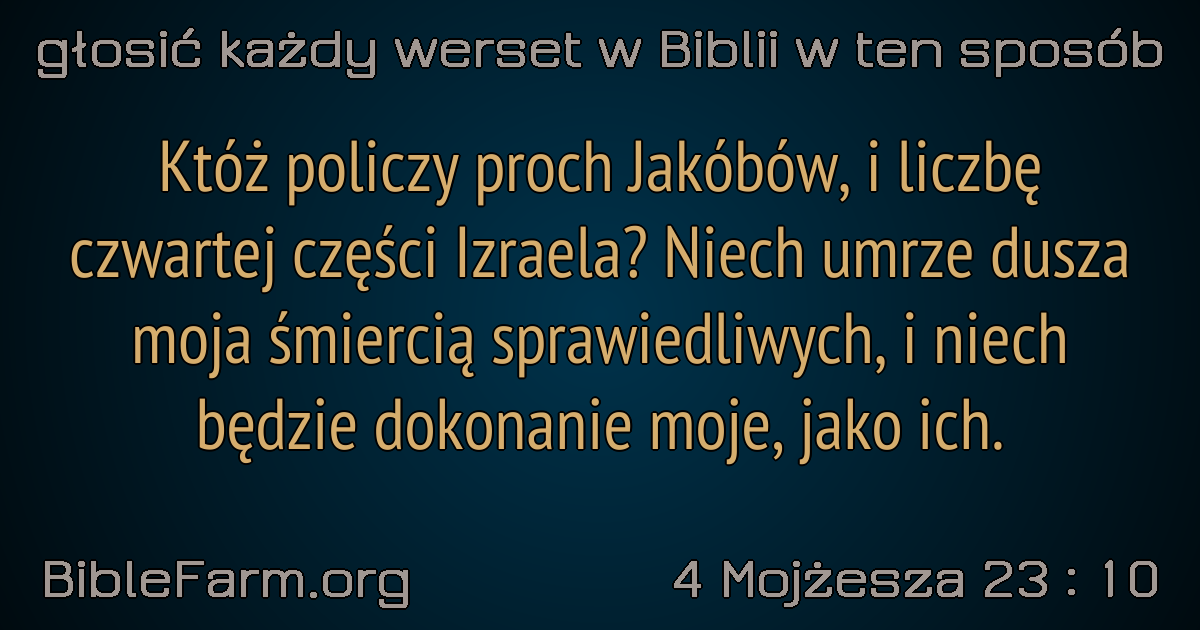 głosić każdy werset w Biblii w ten sposób
Któż policzy proch Jakóbów, i liczbę
czwartej części Izraela? Niech umrze dusza
moja śmiercią sprawiedliwych, i niech
będzie dokonanie moje, jako ich.
BibleFarm.org
4 Mojżesza 23 : 10